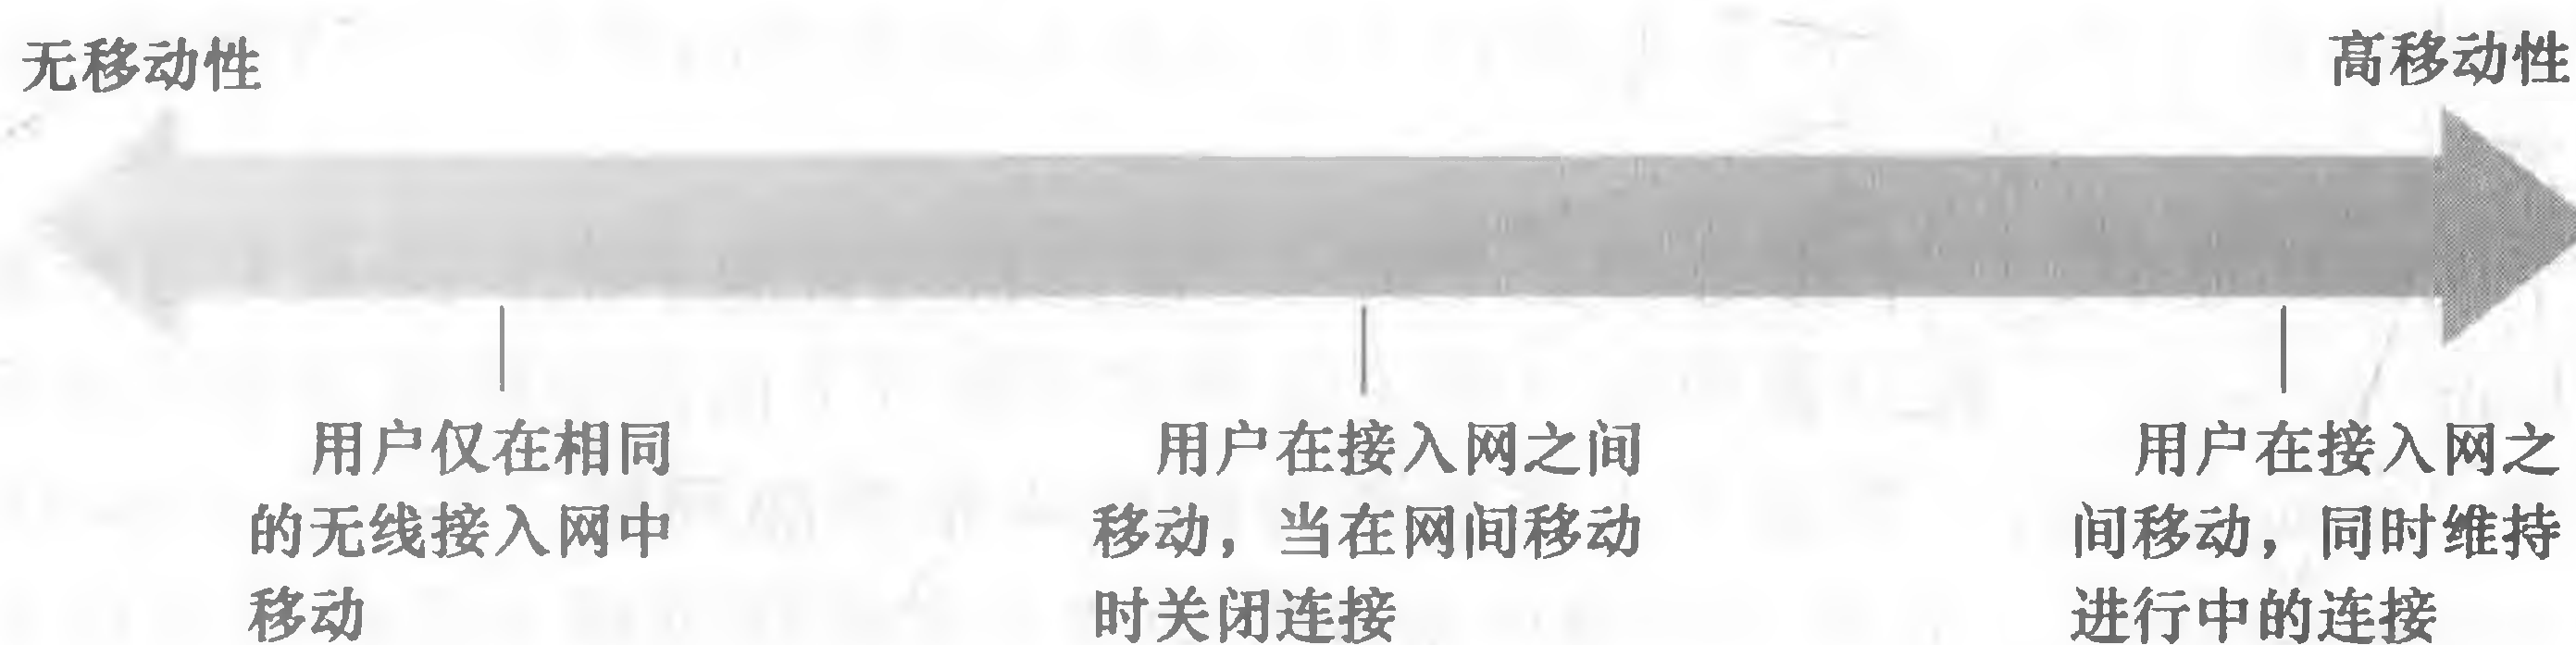 无移动性
高移动性
用户仅在相同
的无线接入网中
移动
用户在接入网之间
移动，当在网间移动
时关闭连接
用户在接入网之
间移动，同时维持
进行中的连接